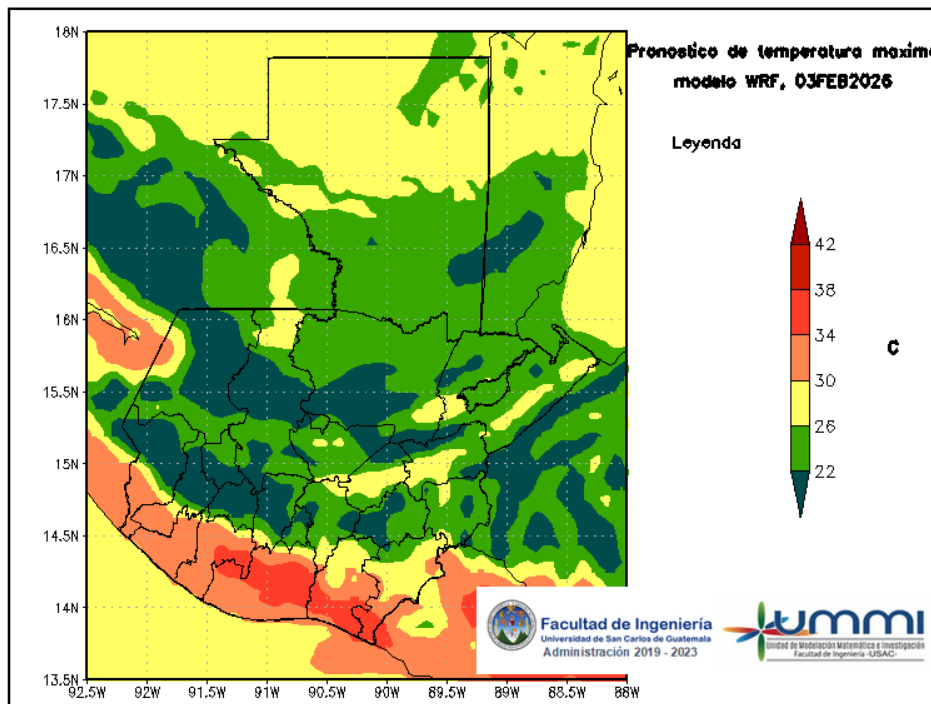 Pronostico de temperatura maxima
modelo WRF, 03FEB2026
Leyenda
42
38
34
30
26
22
C
18N
17.5N
17N
16.5N
16N
15.5N
15N
14.5N
14N
13.5N
92.5W 92W 91.5W 91W 90.5W 90W 89.5W 89W 88.5W 88W
Facultad de Ingeniería
Universidad de San Carlos de Guatemala
Administración 2019 - 2023
UMMI
Unidad de Modelación Matemática e Investigación
Facultad de Ingeniería -USAC-